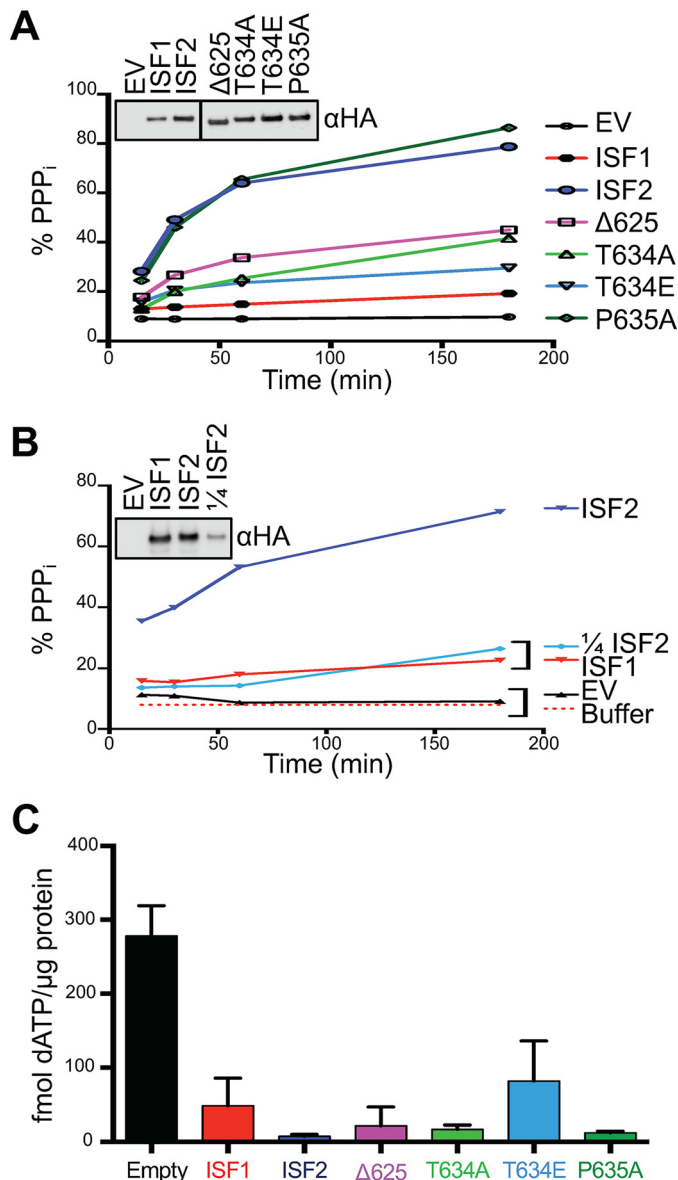 A
EV
ISF1
ISF2
Δ625
T634A
T634E
P635A
αHA
100
80
60
40
20
0
% PPPi
0
50
100
150
200
Time (min)
EV
ISF1
ISF2
Δ625
T634A
T634E
P635A
B
EV
ISF1
ISF2
¼ ISF2
αHA
80
60
40
20
0
% PPPi
0
50
100
150
200
Time (min)
ISF2
¼ ISF2
ISF1
EV
Buffer
C
400
300
200
100
0
fmol dATP/µg protein
Empty
ISF1
ISF2
Δ625
T634A
T634E
P635A